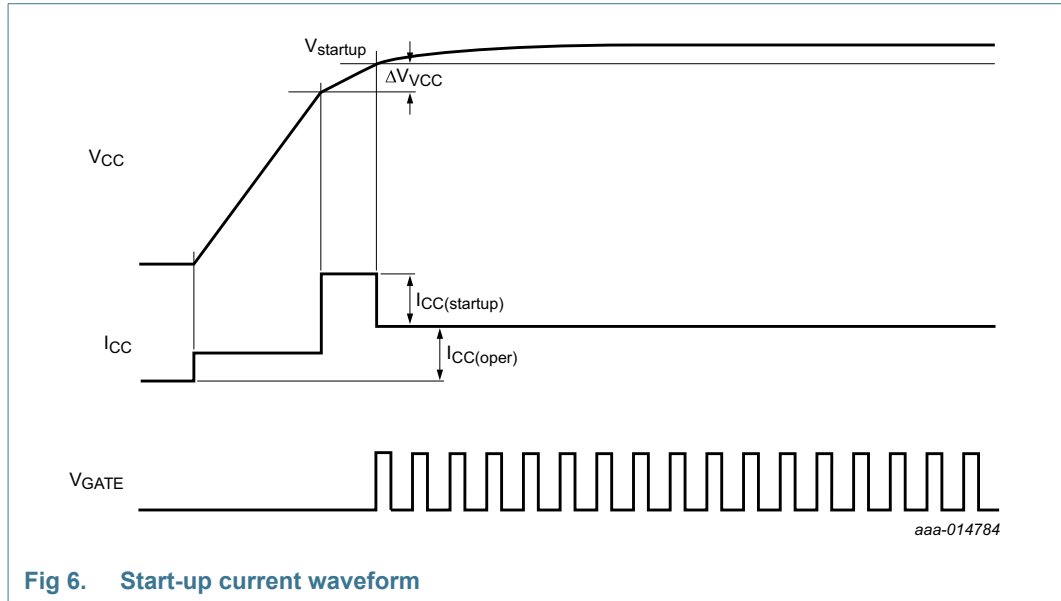 Vstartup
ΔVVCC
VCC
ICC(startup)
ICC
ICC(oper)
VGATE
aaa-014784
Fig 6. Start-up current waveform